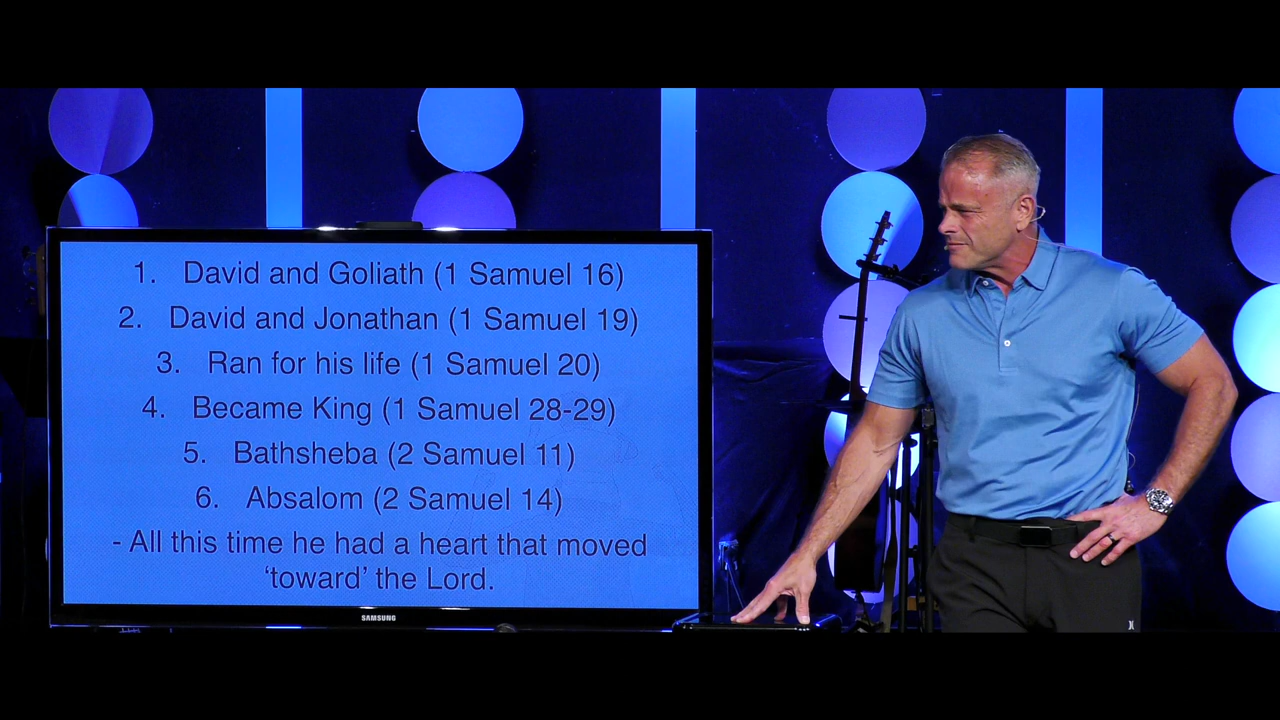 1. David and Goliath (1 Samuel 16)
2. David and Jonathan (1 Samuel 19)
3. Ran for his life (1 Samuel 20)
4. Became King (1 Samuel 28-29)
5. Bathsheba (2 Samuel 11)
6. Absalom (2 Samuel 14)
- All this time he had a heart that moved
‘toward’ the Lord.
SAMSUNG